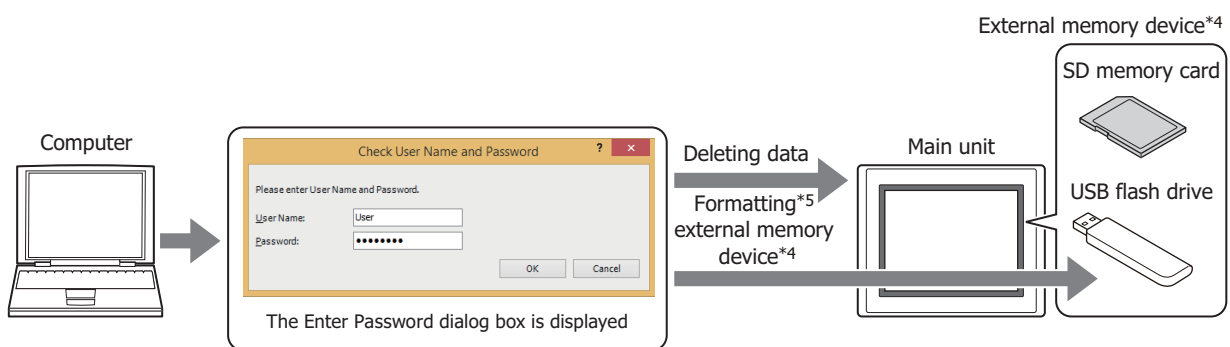 External memory device*4
SD memory card
USB flash drive
Computer
Check User Name and Password
? ×
Please enter User Name and Password.
User Name: User
Password: ••••••••
OK Cancel
The Enter Password dialog box is displayed
Deleting data
Formatting*5
external memory
device*4
Main unit